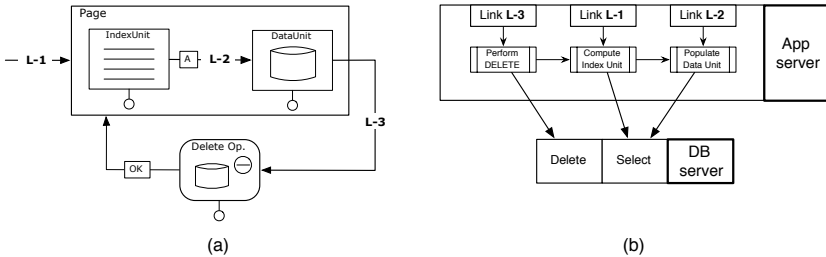 Page
IndexUnit
DataUnit
L-1
A
L-2
L-3
Delete Op.
OK
(a)
Link L-3
Link L-1
Link L-2
Perform
DELETE
Compute
Index Unit
Populate
Data Unit
App
server
Delete
Select
DB
server
(b)